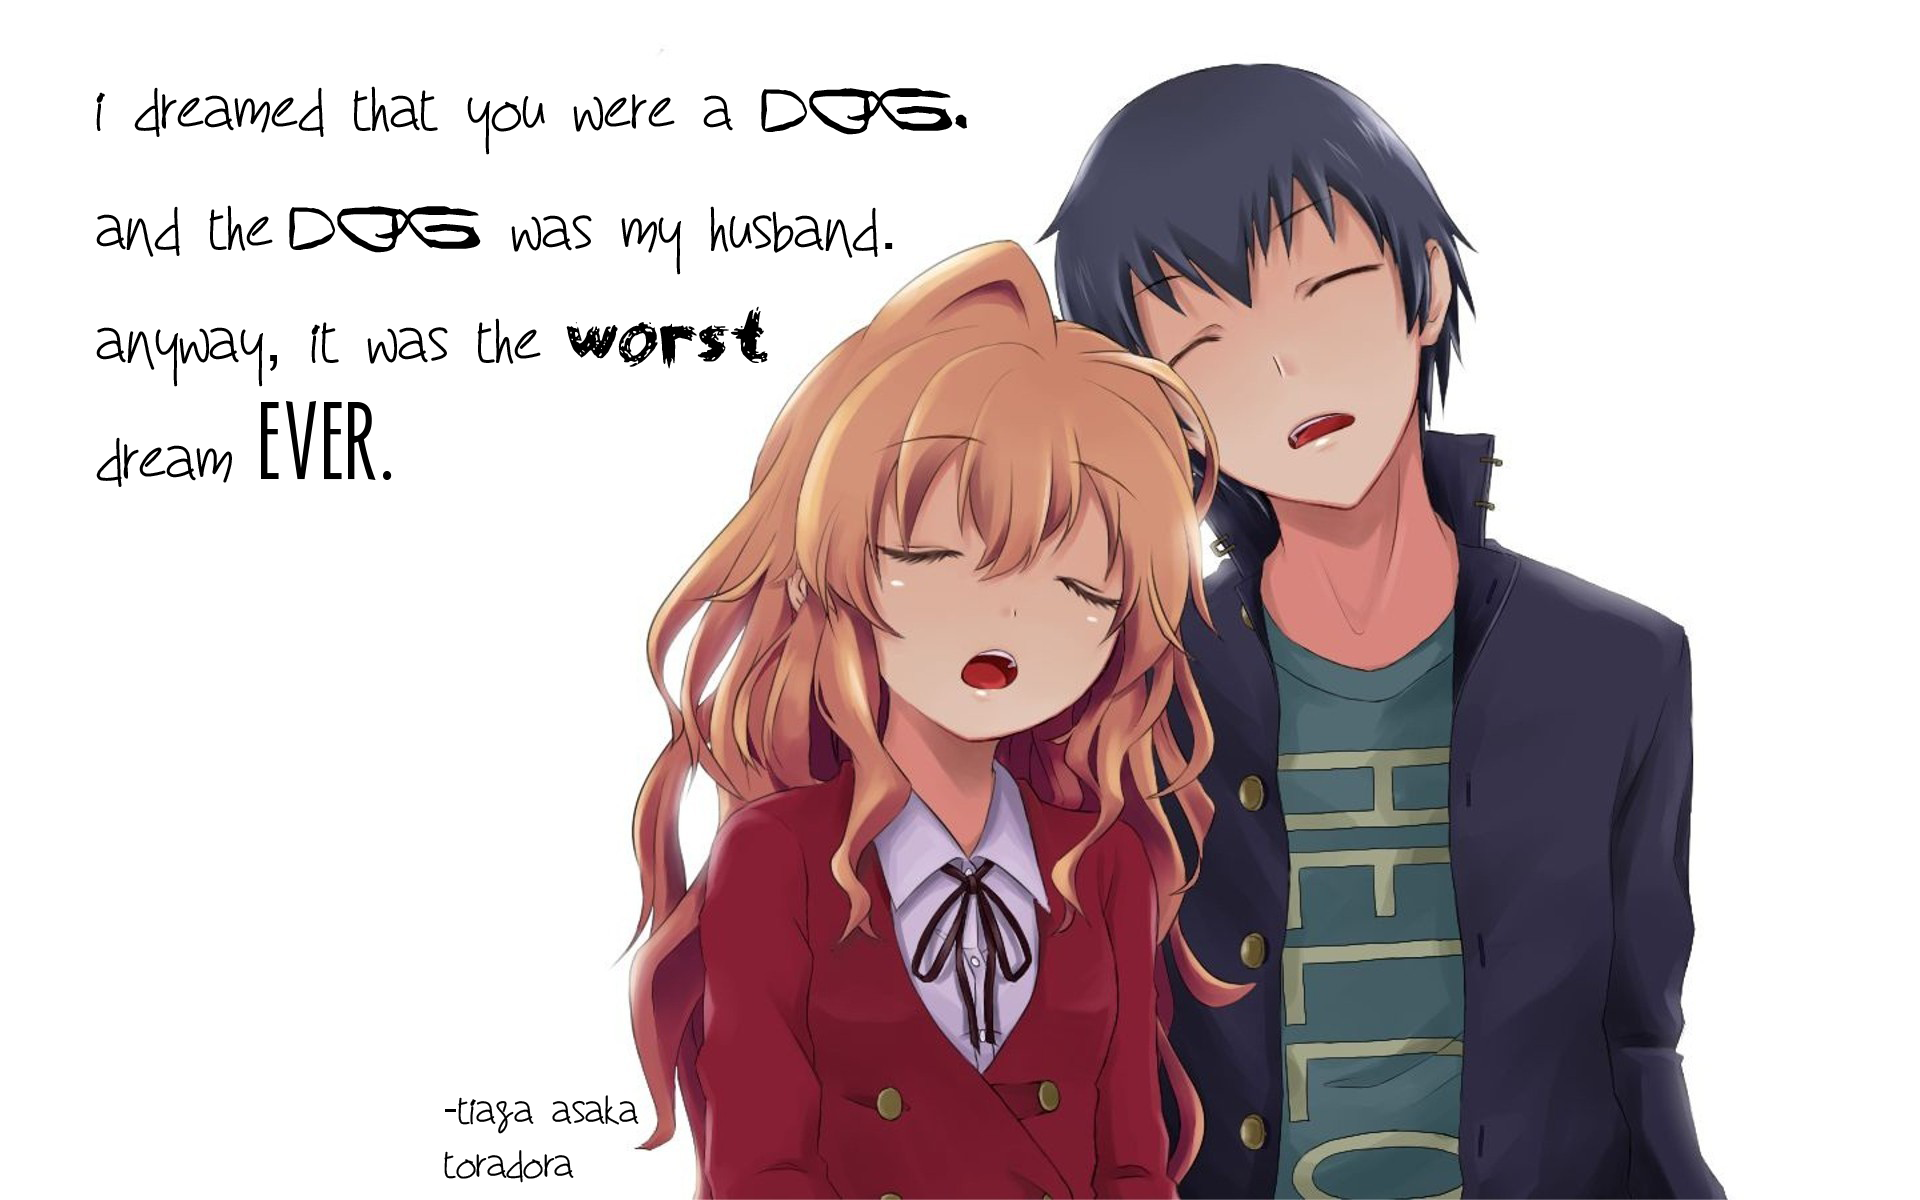 i dreamed that you were a DOG.
and the DOG was my husband.
anyway, it was the worst
dream EVER.
HELLO
-tiaga asaka
toradora